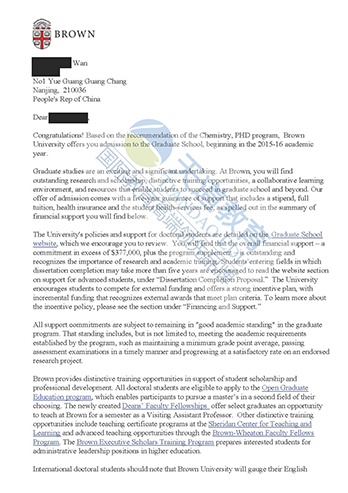 BROWN
Wan
No1 Yue Guang Guang Chang
Nanjing, 210036
People's Rep of China
Dear
Congratulations! Based on the recommendation of the Chemistry, PHD program, Brown
University offers you admission to the Graduate School, beginning in the 2015-16 academic
year.
Graduate studies are an exciting and significant undertaking. At Brown, you will find
outstanding research and scholarship, distinctive training opportunities, a collaborative learning
environment, and resources that enable students to succeed in graduate school and beyond. Our
offer of admission comes with a five-year guarantee of support that includes a stipend, full
tuition, health insurance and the student health-services fee, as spelled out in the summary of
financial support you will find below.
The University's policies and support for doctoral students are detailed on the Graduate School
website, which we encourage you to review. You will find that the overall financial support – a
commitment in excess of $377,000, plus the program supplement – is outstanding and
recognizes the importance of research and academic training. Students entering fields in which
dissertation completion may take more than five years are encouraged to read the website section
on support for advanced students, under "Dissertation Completion Proposal." The University
encourages students to compete for external funding and offers a strong incentive plan, with
incremental funding that recognizes external awards that meet plan criteria. To learn more about
the incentive policy, please see the section under "Financing and Support."
All support commitments are subject to remaining in "good academic standing" in the graduate
program. That standing includes, but is not limited to, meeting the academic requirements
established by the program, such as maintaining a minimum grade point average, passing
assessment examinations in a timely manner and progressing at a satisfactory rate on an endorsed
research project.
Brown provides distinctive training opportunities in support of student scholarship and
professional development. All doctoral students are eligible to apply to the Open Graduate
Education program, which enables participants to pursue a master's in a second field of their
choosing. The newly created Deans' Faculty Fellowships offer select graduates an opportunity
to teach at Brown for a semester as a Visiting Assistant Professor. Other distinctive training
opportunities include teaching certificate programs at the Sheridan Center for Teaching and
Learning and advanced teaching opportunities through the Brown-Wheaton Faculty Fellows
Program. The Brown Executive Scholars Training Program prepares interested students for
administrative leadership positions in higher education.
International doctoral students should note that Brown University will gauge their English